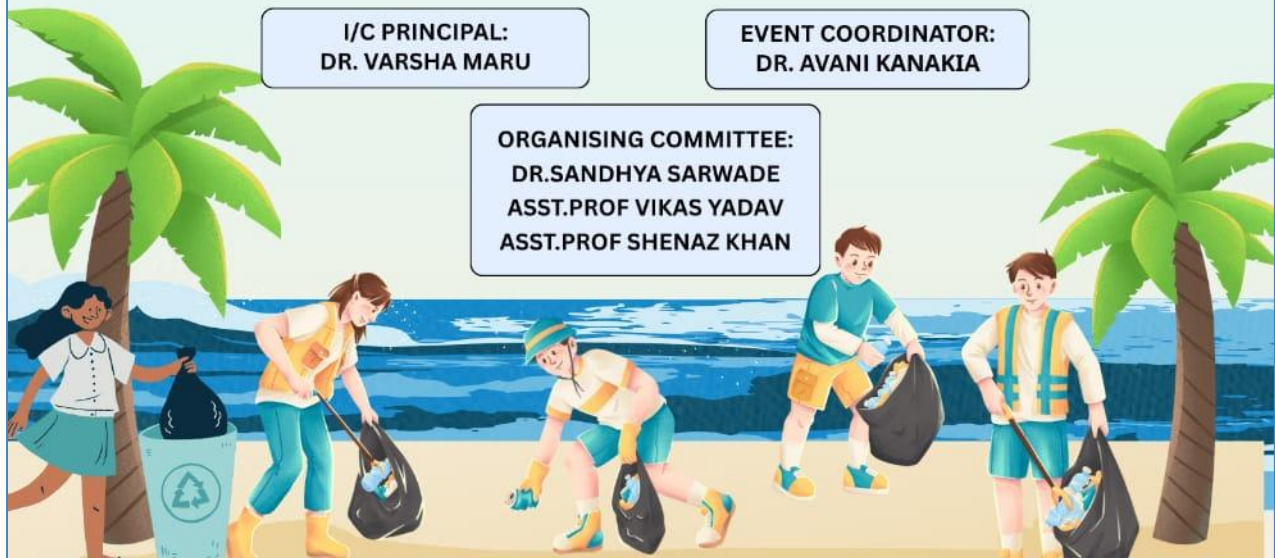 I/C PRINCIPAL:
DR. VARSHA MARU
EVENT COORDINATOR:
DR. AVANI KANAKIA
ORGANISING COMMITTEE:
DR.SANDHYA SARWADE
ASST.PROF VIKAS YADAV
ASST.PROF SHENAZ KHAN